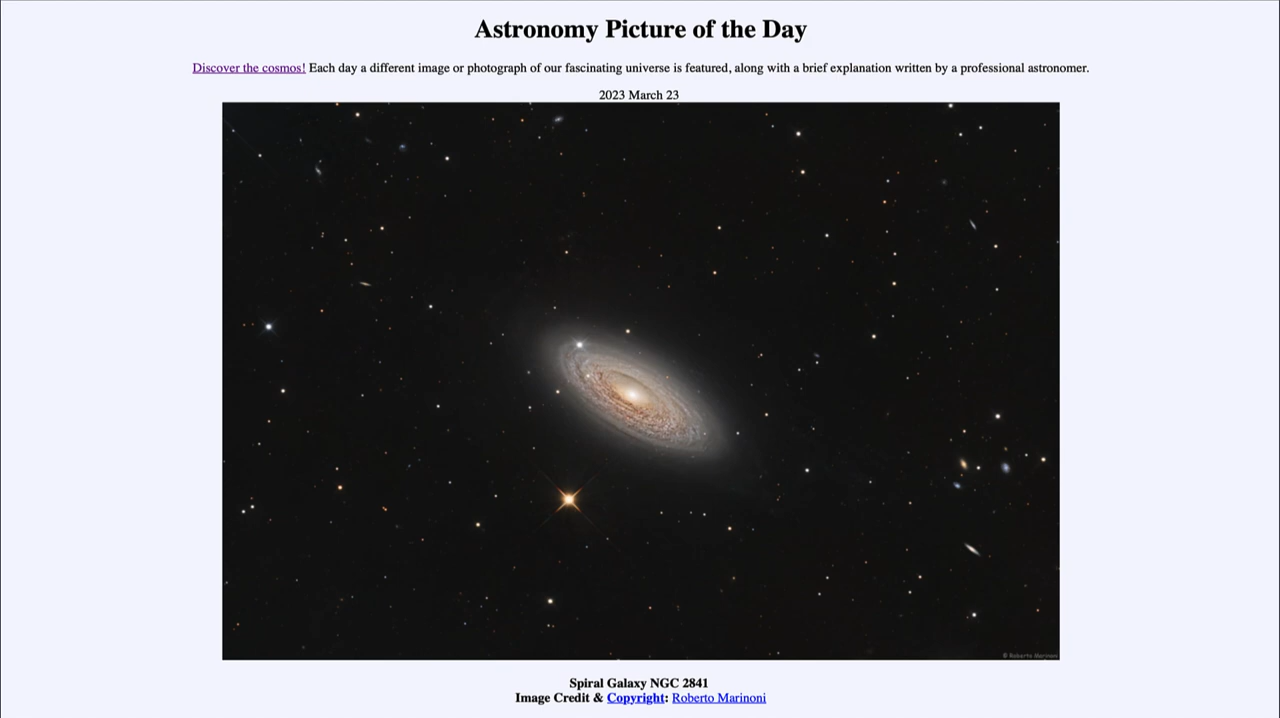 Astronomy Picture of the Day
Discover the cosmos! Each day a different image or photograph of our fascinating universe is featured, along with a brief explanation written by a professional astronomer.
2023 March 23
© Roberto Marinoni
Spiral Galaxy NGC 2841
Image Credit & Copyright: Roberto Marinoni